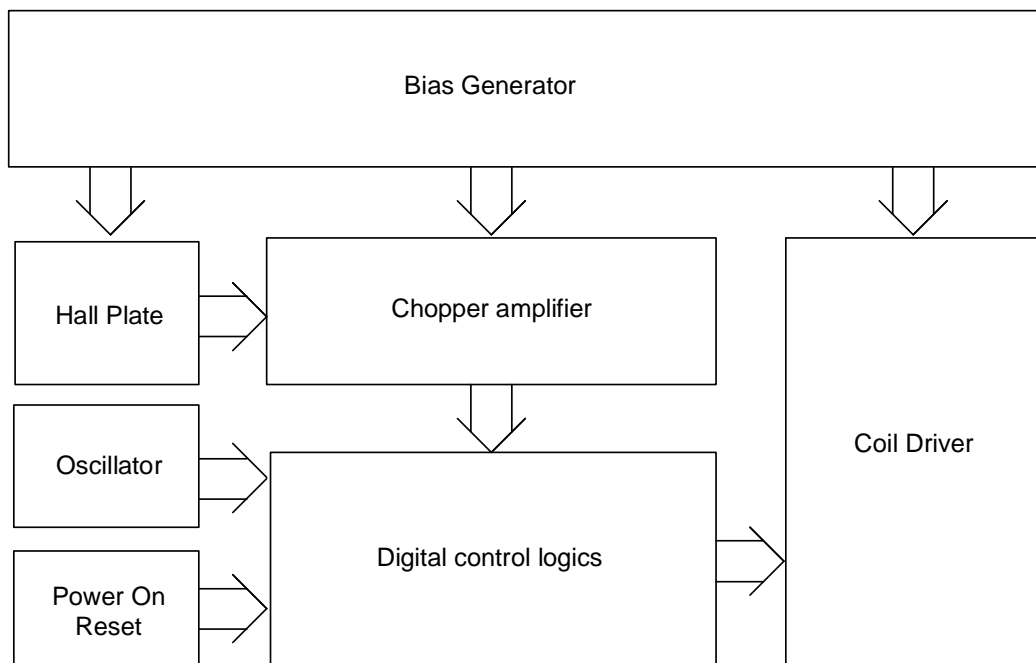 Bias Generator
Hall Plate
Chopper amplifier
Oscillator
Coil Driver
Digital control logics
Power On
Reset